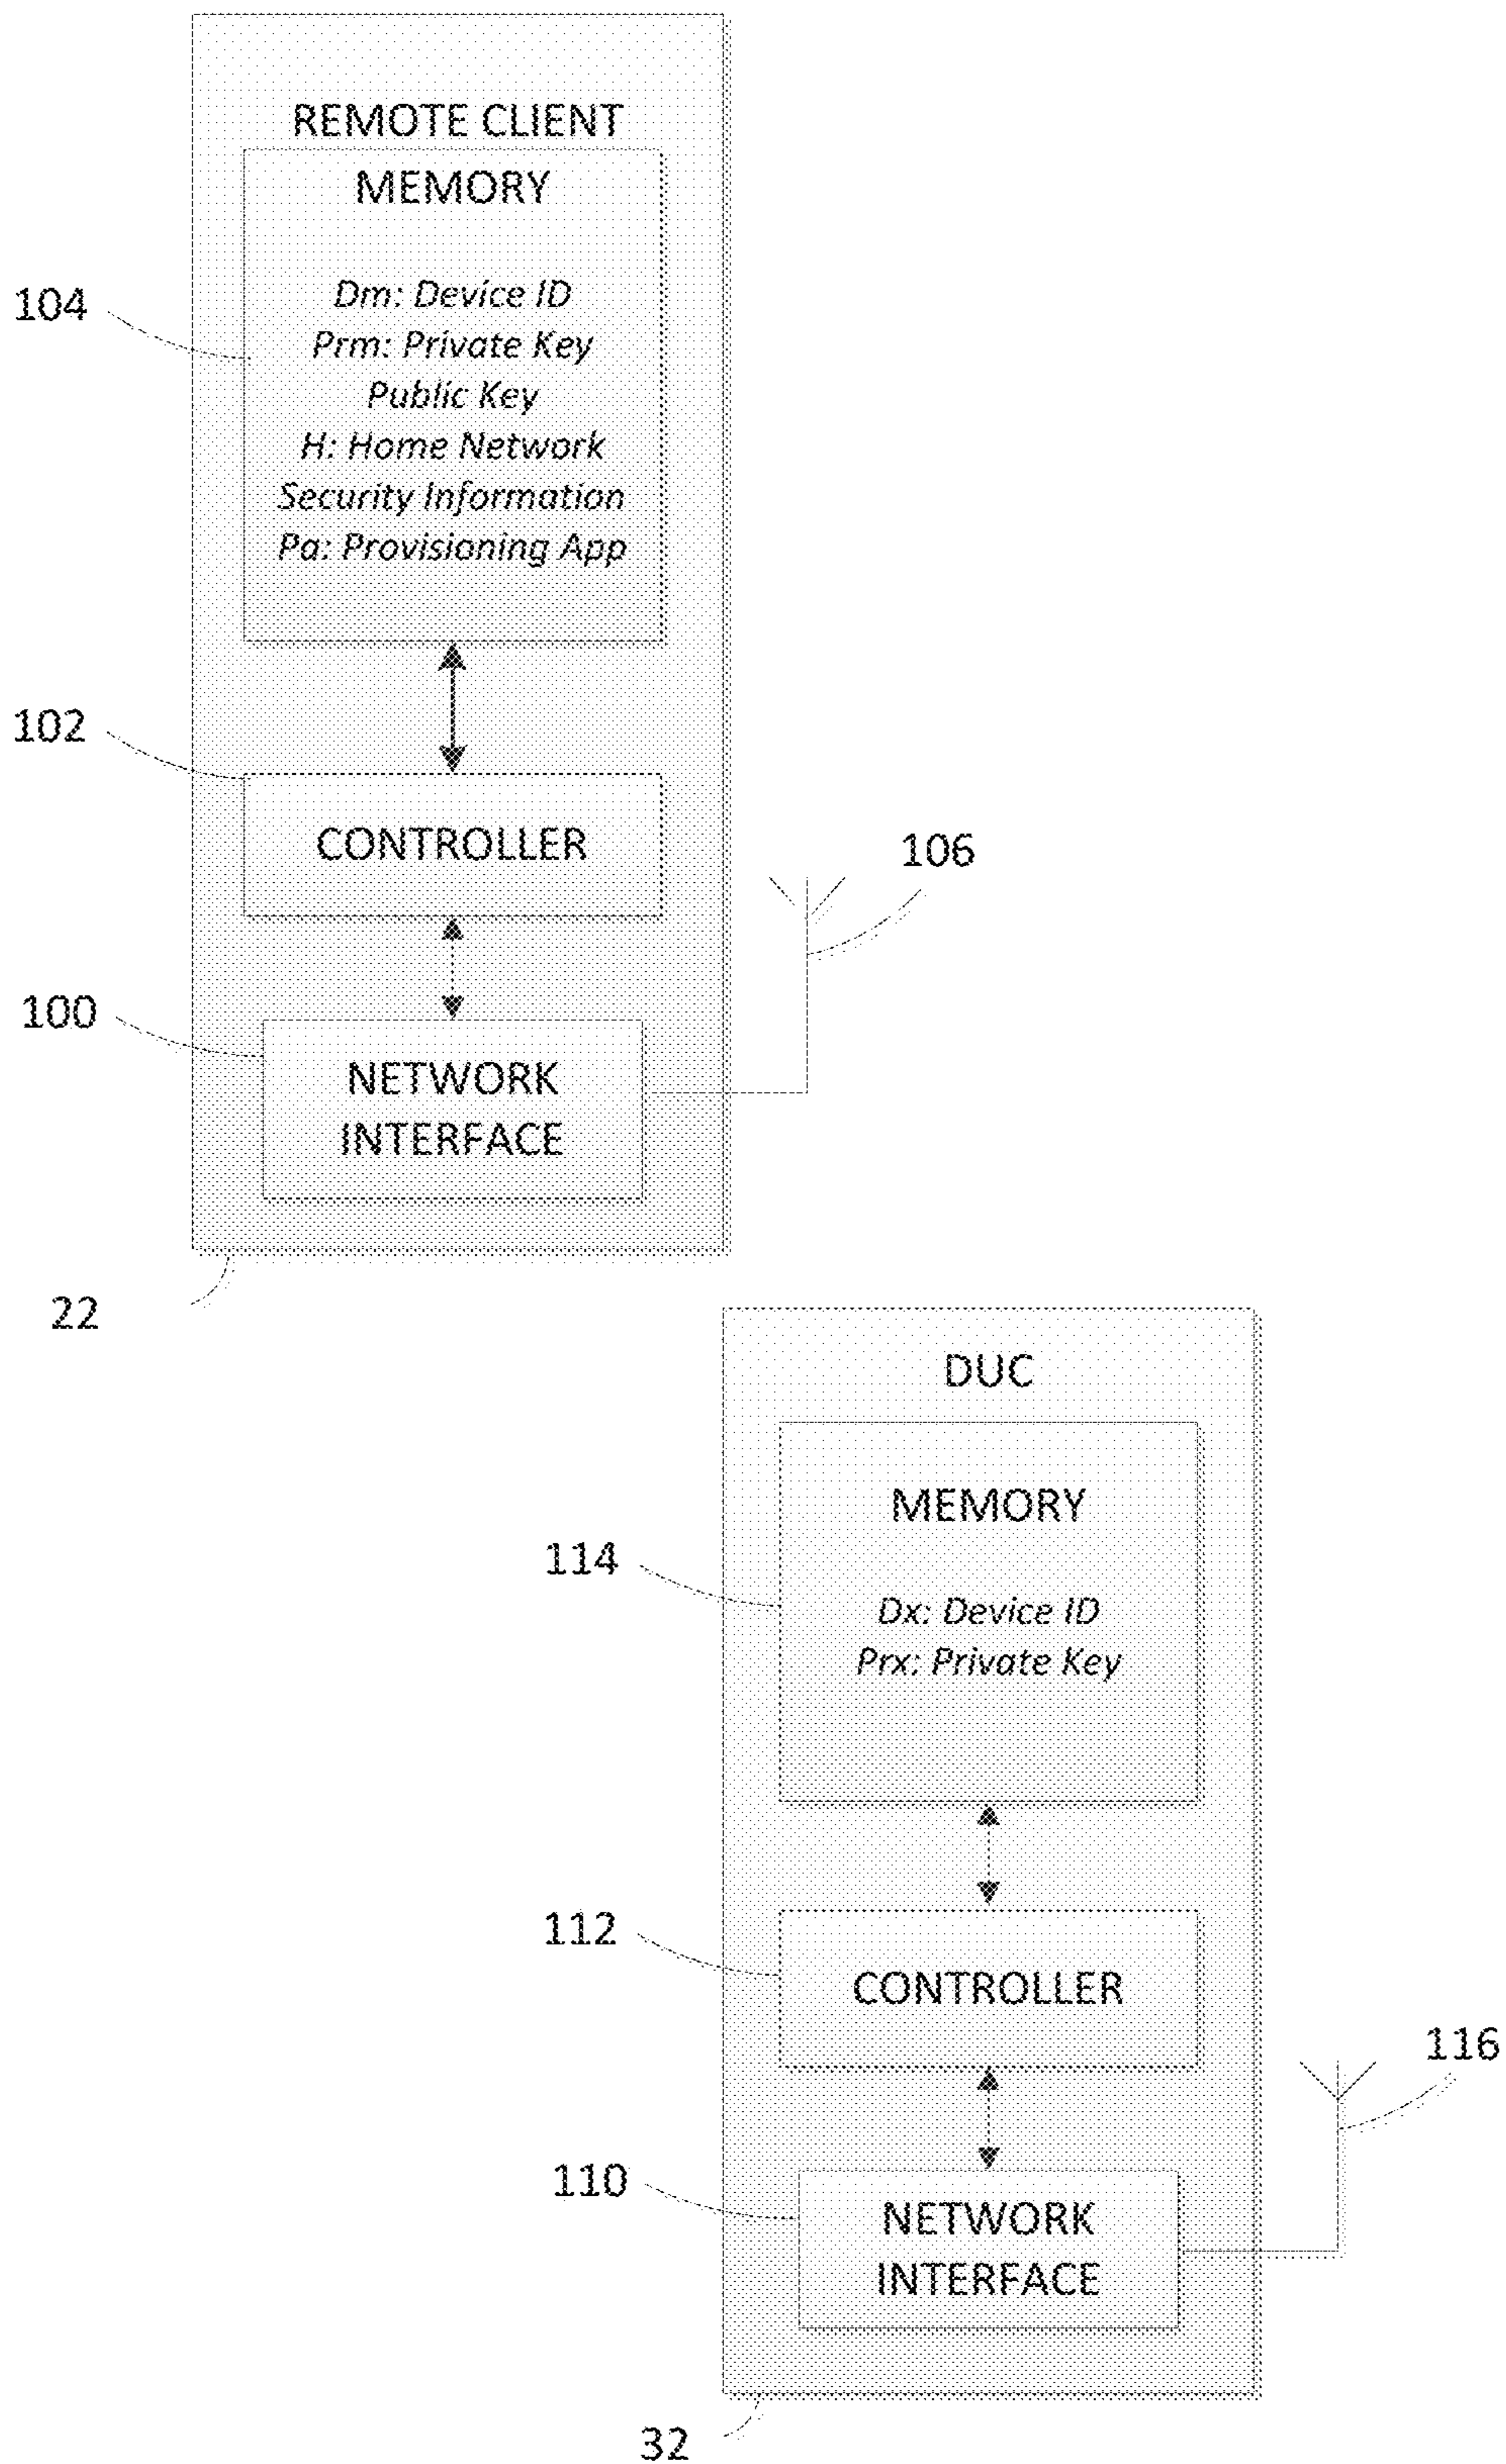 REMOTE CLIENT
MEMORY
Dm: Device ID
104
Prm: Private Key
Public Key
H: Home Network
Security Information
Pa: Provisioning App
102
CONTROLLER
106
100
NETWORK
INTERFACE
22
DUC
MEMORY
114
Dx: Device ID
Prx: Private Key
112
CONTROLLER
116
110
NETWORK
INTERFACE
32